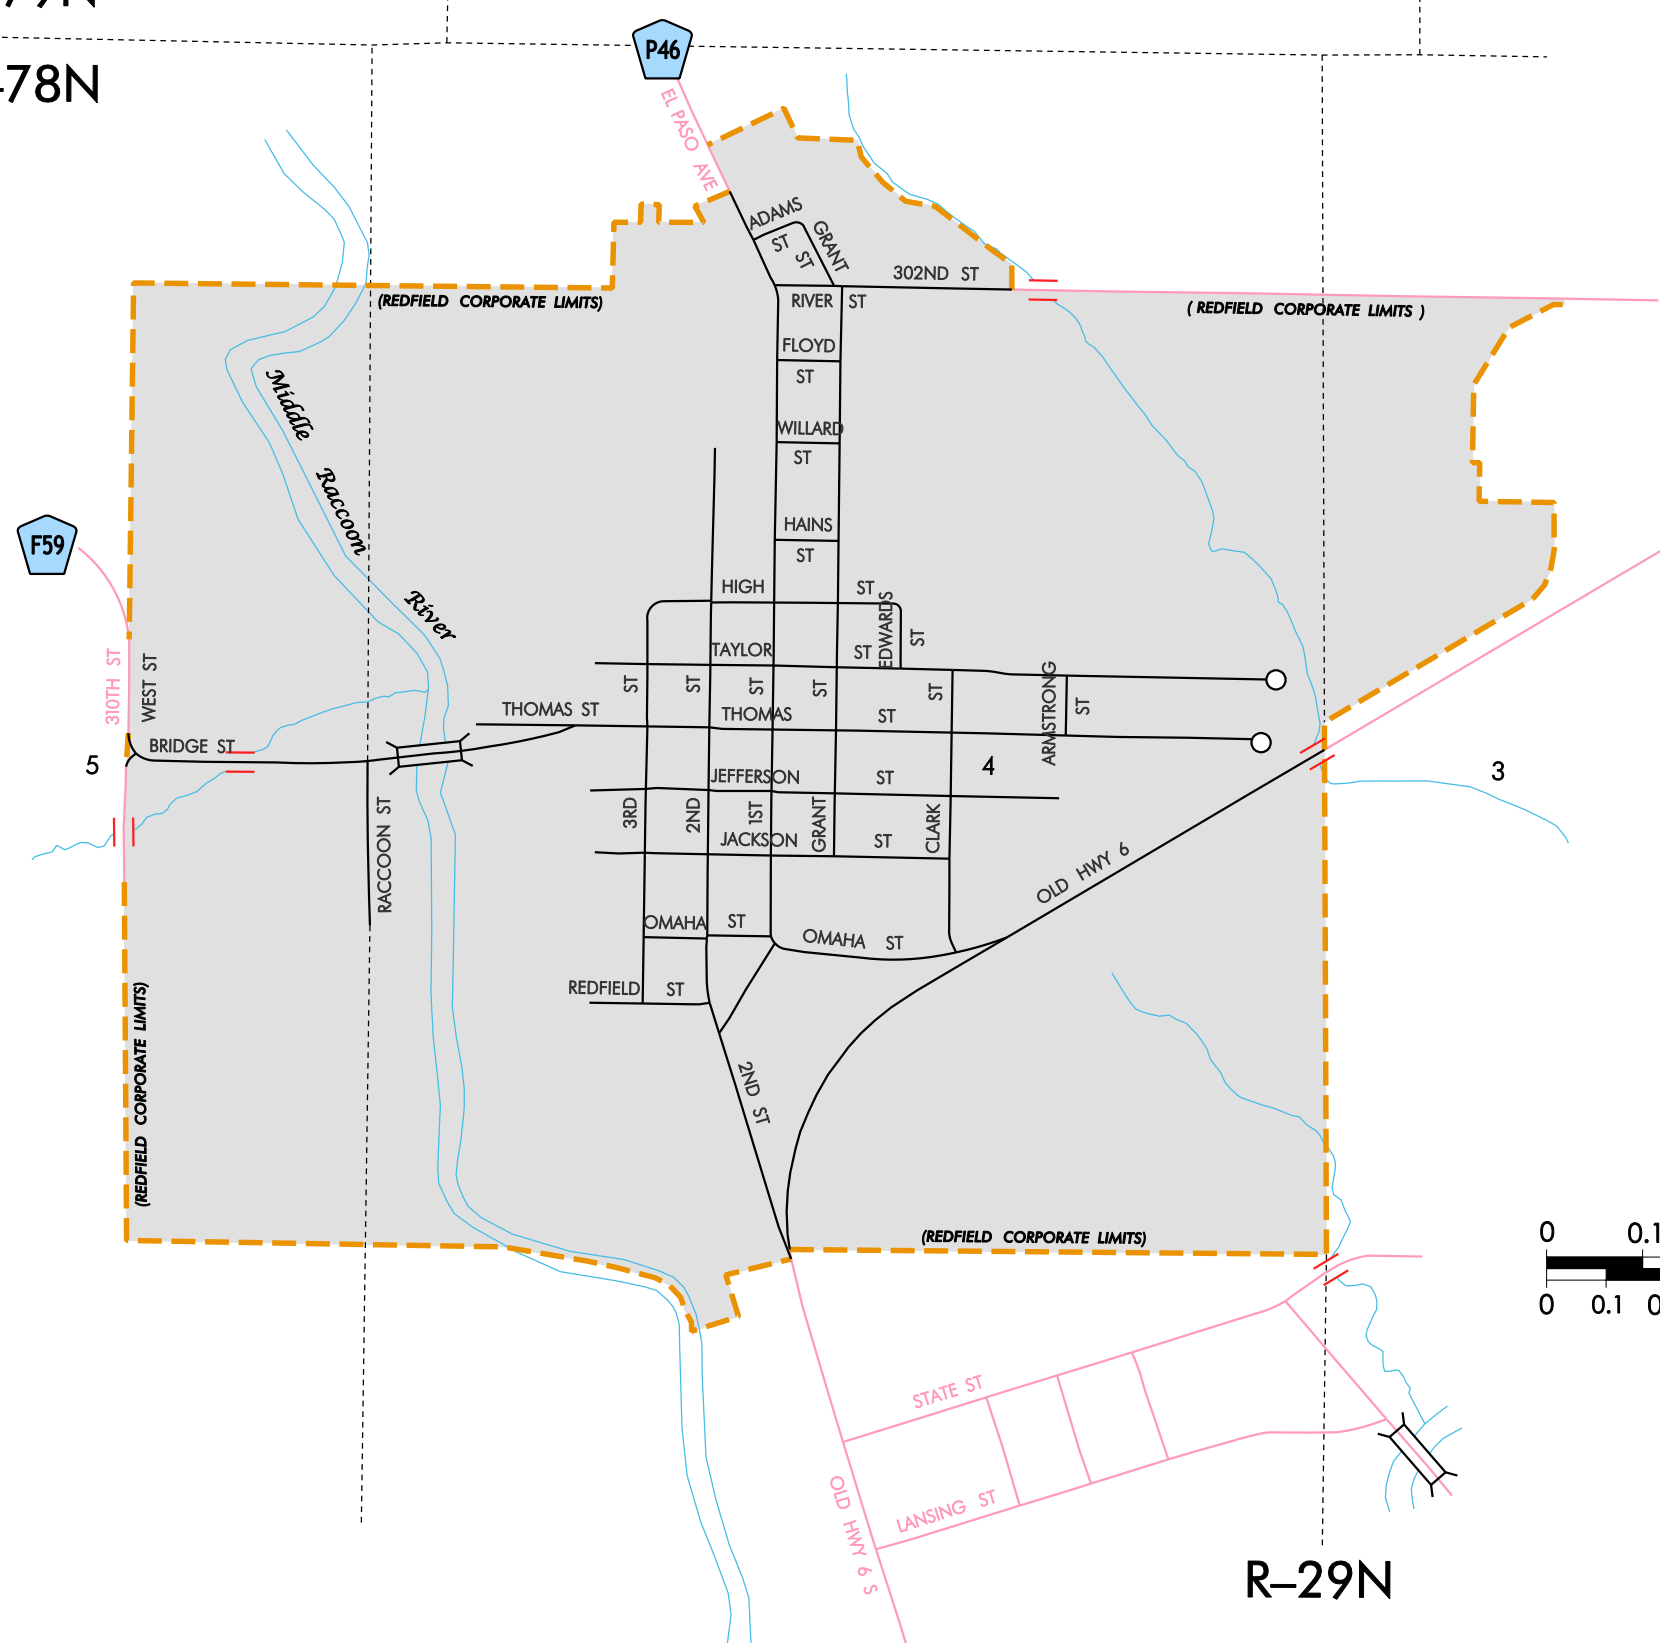 78N
P46
EL PASO AVE
ADAMS ST
GRANT ST
302ND ST
(REDFIELD CORPORATE LIMITS)
RIVER ST
( REDFIELD CORPORATE LIMITS )
FLOYD ST
Middle Raccoon River
WILLARD ST
HAINS ST
F59
HIGH ST
EDWARDS ST
TAYLOR ST
310TH ST
WEST ST
ST
ST
ST
ST
ST
ARMSTRONG ST
THOMAS ST
THOMAS ST
BRIDGE ST
5
4
3
JEFFERSON ST
RACCOON ST
3RD
2ND
1ST
GRANT
CLARK
JACKSON ST
OLD HWY 6
OMAHA ST
OMAHA ST
REDFIELD ST
(REDFIELD CORPORATE LIMITS)
2ND ST
(REDFIELD CORPORATE LIMITS)
0 0.1
0 0.1 0
STATE ST
OLD HWY 6 S
LANSING ST
R–29N